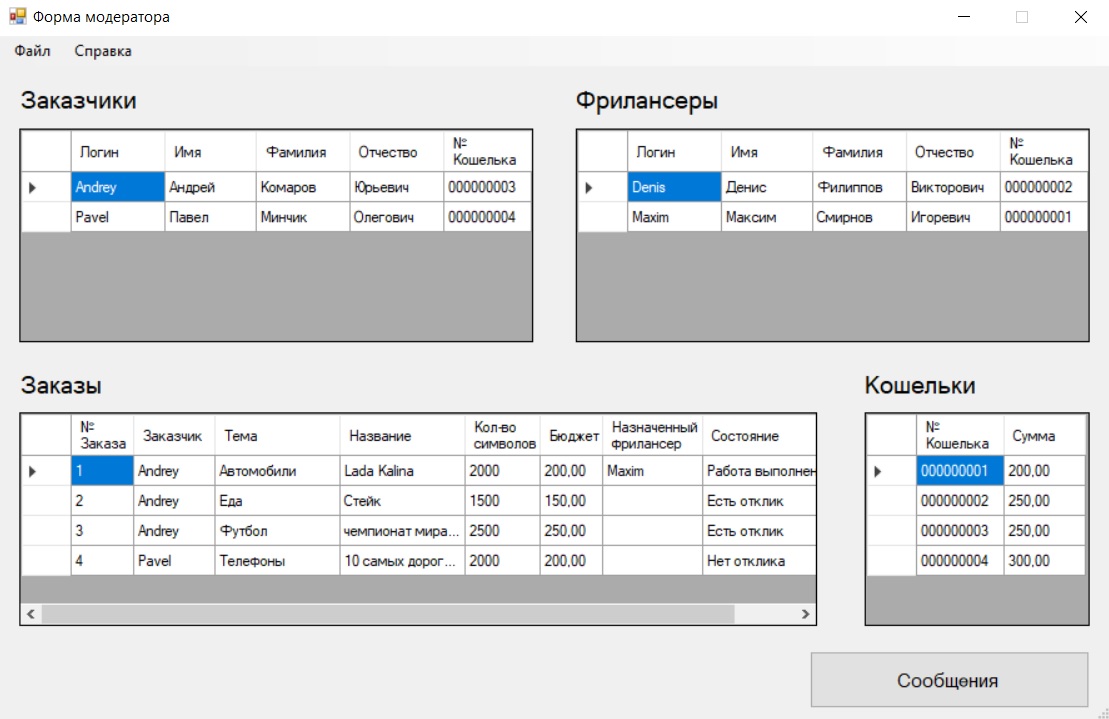 Форма модератора
Файл Справка
Заказчики
Логин Имя Фамилия Отчество № Кошелька
Andrey Андрей Комаров Юрьевич 000000003
Pavel Павел Минчик Олегович 000000004
Фрилансеры
Логин Имя Фамилия Отчество № Кошелька
Denis Денис Филиппов Викторович 000000002
Maxim Максим Смирнов Игоревич 000000001
Заказы
№ Заказа Заказчик Тема Название Кол-во символов Бюджет Назначенный фрилансер Состояние
1 Andrey Автомобили Lada Kalina 2000 200,00 Maxim Работа выполнен
2 Andrey Еда Стейк 1500 150,00 Есть отклик
3 Andrey Футбол чемпионат мира... 2500 250,00 Есть отклик
4 Pavel Телефоны 10 самых дорог... 2000 200,00 Нет отклика
Кошельки
№ Кошелька Сумма
000000001 200,00
000000002 250,00
000000003 250,00
000000004 300,00
Сообщения